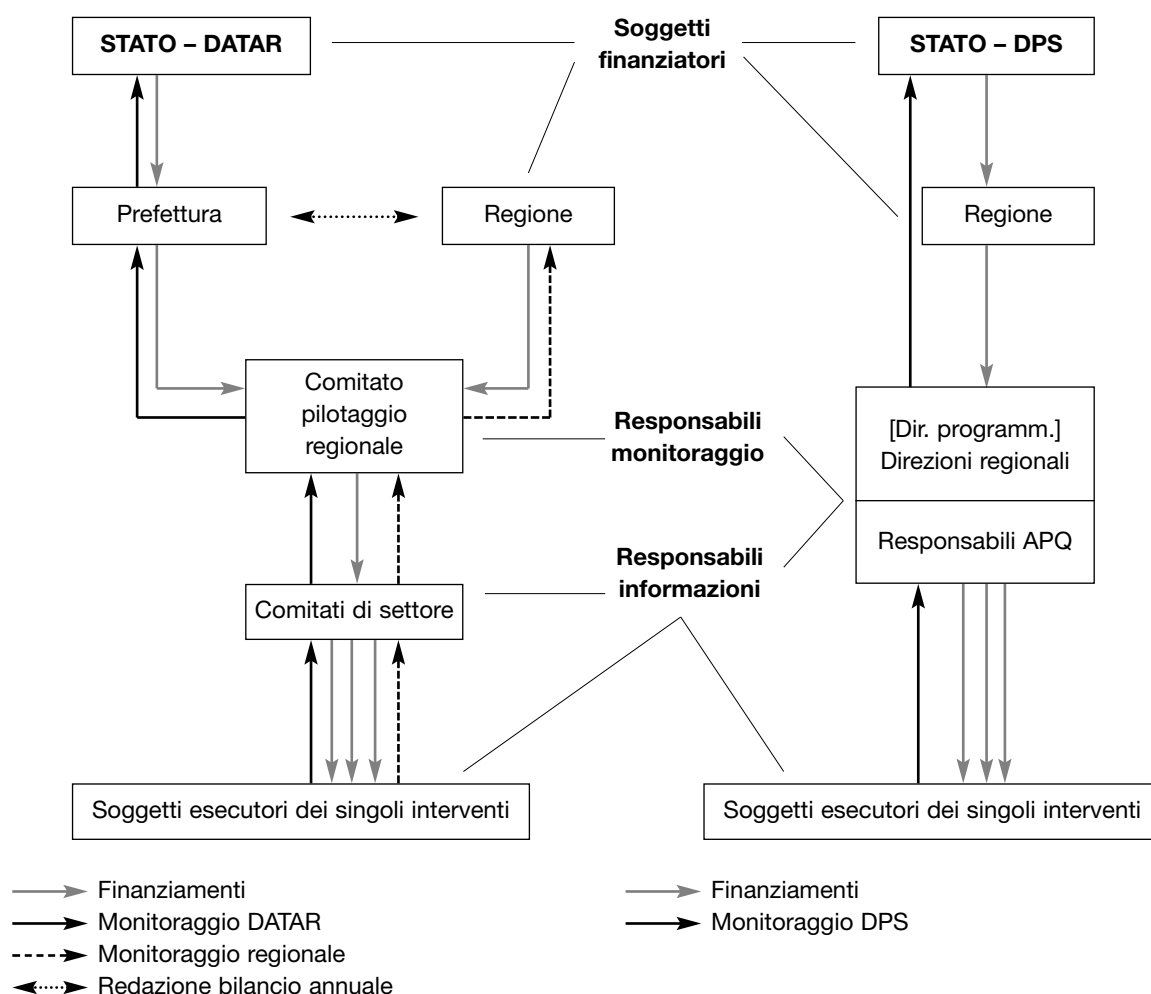 STATO – DATAR
Soggetti
finanziatori
STATO – DPS
Prefettura
Regione
Regione
Comitato
pilotaggio
regionale
Responsabili
monitoraggio
[Dir. programm.]
Direzioni regionali
Responsabili APQ
Responsabili
informazioni
Comitati di settore
Soggetti esecutori dei singoli interventi
Soggetti esecutori dei singoli interventi
Finanziamenti
Monitoraggio DATAR
Monitoraggio regionale
Redazione bilancio annuale
Finanziamenti
Monitoraggio DPS